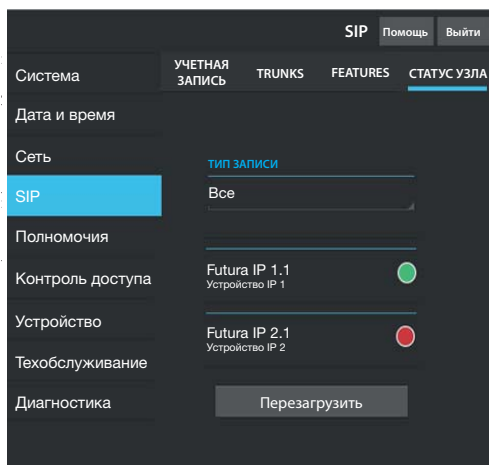 SIP Помощь Выйти
УЧЕТНАЯ ЗАПИСЬ TRUNKS FEATURES СТАТУС УЗЛА
Система
Дата и время
Сеть
SIP
Полномочия
Контроль доступа
Устройство
Техобслуживание
Диагностика
ТИП ЗАПИСИ
Все
Futura IP 1.1
Устройство IP 1
Futura IP 2.1
Устройство IP 2
Перезагрузить